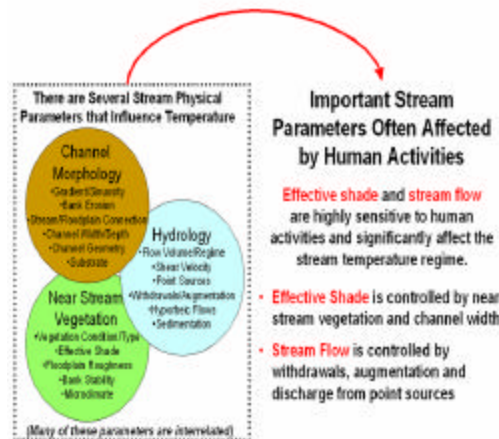 There are Several Stream Physical
Parameters that Influence Temperature
Channel
Morphology
•Gradient/Sinuosity
•Bank Erosion
•Stream/Floodplain Connection
•Channel Width/Depth
•Channel Geometry
•Substrate
Hydrology
•Flow Volume/Regime
•Shear Velocity
•Point Sources
•Withdrawals/Augmentation
•Hyporheic Flows
•Sedimentation
Near Stream
Vegetation
•Vegetation Condition/Type
•Effective Shade
•Floodplain Roughness
•Bank Stability
•Microclimate
(Many of these parameters are interrelated)
Important Stream
Parameters Often Affected
by Human Activities
Effective shade and stream flow
are highly sensitive to human
activities and significantly affect the
stream temperature regime.
• Effective Shade is controlled by near
stream vegetation and channel width
• Stream Flow is controlled by
withdrawals, augmentation and
discharge from point sources